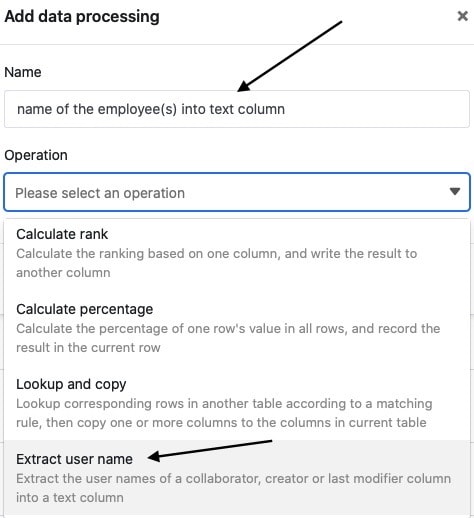 Add data processing
Name
name of the employee(s) into text column
Operation
Please select an operation
Calculate rank
Calculate the ranking based on one column, and write the result to
another column
Calculate percentage
Calculate the percentage of one row's value in all rows, and record the
result in the current row
Lookup and copy
Lookup corresponding rows in another table according to a matching
rule, then copy one or more columns to the columns in current table
Extract user name
Extract the user names of a collaborator, creator or last modifier column
into a text column